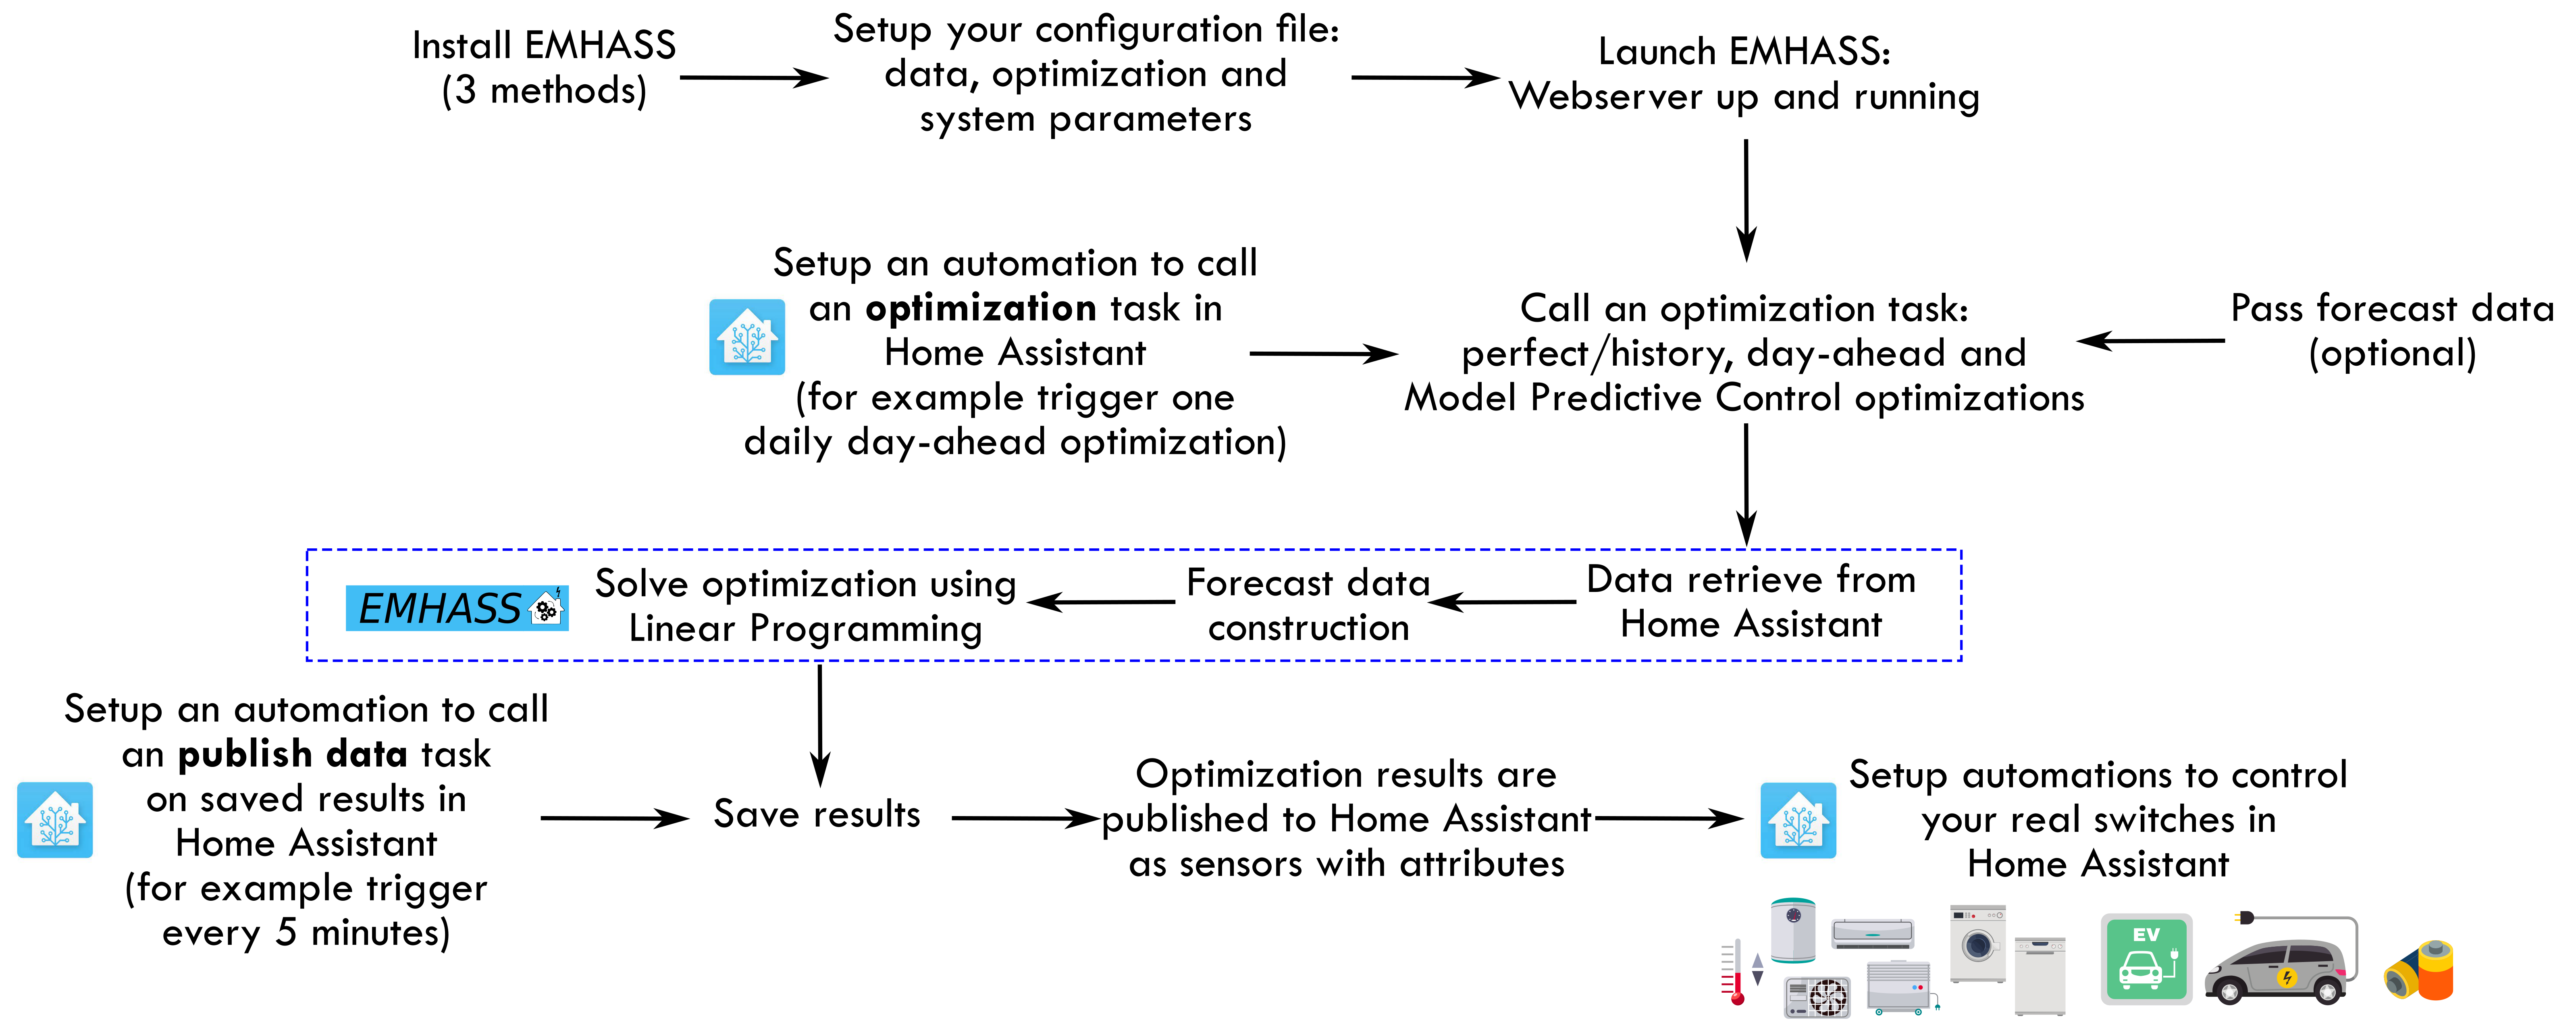 Install EMHASS
(3 methods)
Setup your configuration file:
data, optimization and
system parameters
Launch EMHASS:
Webserver up and running
Setup an automation to call
an optimization task in
Home Assistant
(for example trigger one
daily day-ahead optimization)
Call an optimization task:
perfect/history, day-ahead and
Model Predictive Control optimizations
Pass forecast data
(optional)
EMHASS
Solve optimization using
Linear Programming
Forecast data
construction
Data retrieve from
Home Assistant
Setup an automation to call
an publish data task
on saved results in
Home Assistant
(for example trigger
every 5 minutes)
Save results
Optimization results are
published to Home Assistant
as sensors with attributes
Setup automations to control
your real switches in
Home Assistant
EV